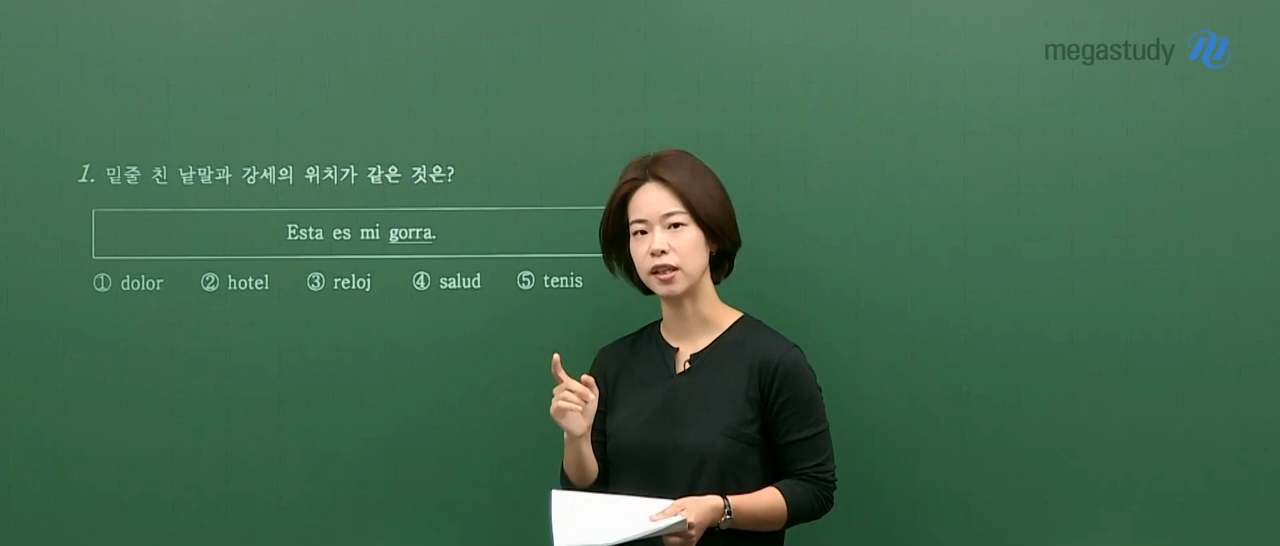 megastudy
1. 밑줄 친 낱말과 강세의 위치가 같은 것은?
Esta es mi gorra.
① dolor ② hotel ③ reloj ④ salud ⑤ tenis